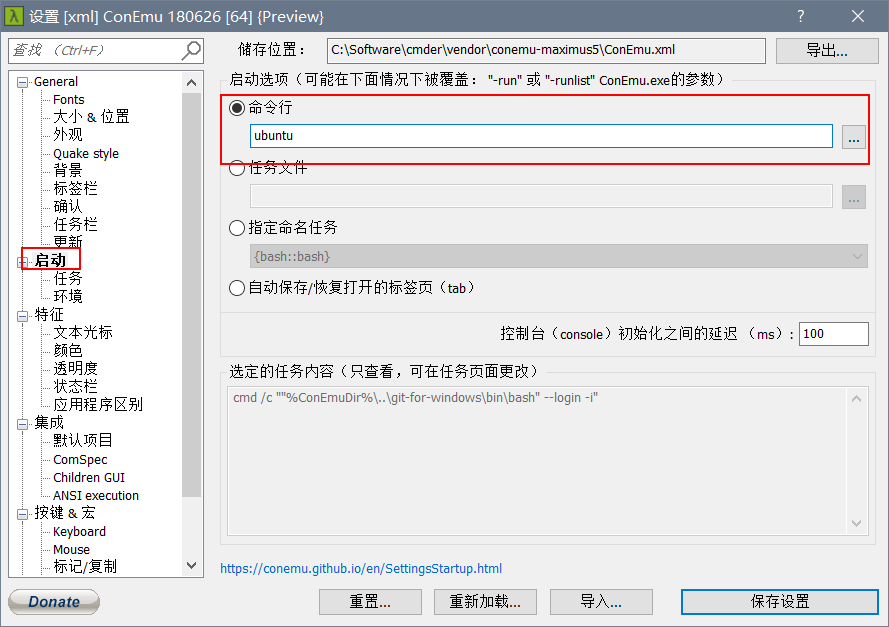 设置 [xml] ConEmu 180626 [64] {Preview}
查找 （Ctrl+F）
储存位置：
C:\Software\cmder\vendor\conemu-maximus5\ConEmu.xml
导出...
General
Fonts
大小 & 位置
外观
Quake style
背景
标签栏
确认
任务栏
更新
启动
任务
环境
特征
文本光标
颜色
透明度
状态栏
应用程序区别
集成
默认项目
ComSpec
Children GUI
ANSI execution
按键 & 宏
Keyboard
Mouse
标记/复制
启动选项（可能在下面情况下被覆盖："-run" 或 "-runlist" ConEmu.exe的参数）
命令行
ubuntu
...
任务文件
...
指定命名任务
{bash::bash}
自动保存/恢复打开的标签页（tab）
控制台（console）初始化之间的延迟 （ms）:
100
选定的任务内容（只查看，可在任务页面更改）
cmd /c ""%ConEmuDir%\..\git-for-windows\bin\bash" --login -i"
https://conemu.github.io/en/SettingsStartup.html
Donate
重置...
重新加载...
导入...
保存设置